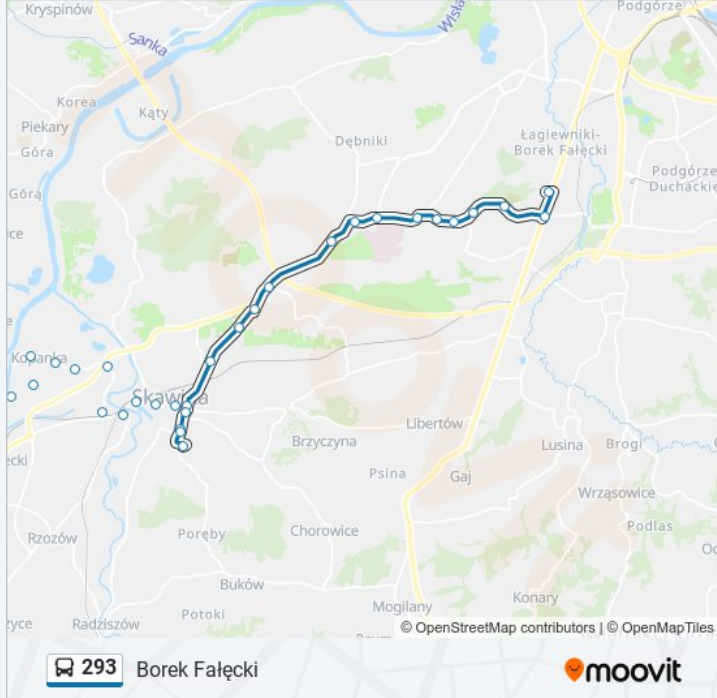 Kryspinów
Podgórze
Sanka
Wisła
Korea
Kąty
Piekary
Góra
Dębniki
Łagiewniki-
Borek Fałęcki
Podgórze
Duchackie
Górą
Kopanka
Skawina
Brzyczyna
Libertów
Lusina
Brogi
Psina
Gaj
Wrząsowice
Podlas
Rzozów
Poręby
Chorowice
Buków
Konary
Potoki
Mogilany
Radziszów
© OpenStreetMap contributors | © OpenMapTiles
293 Borek Fałęcki
moovit